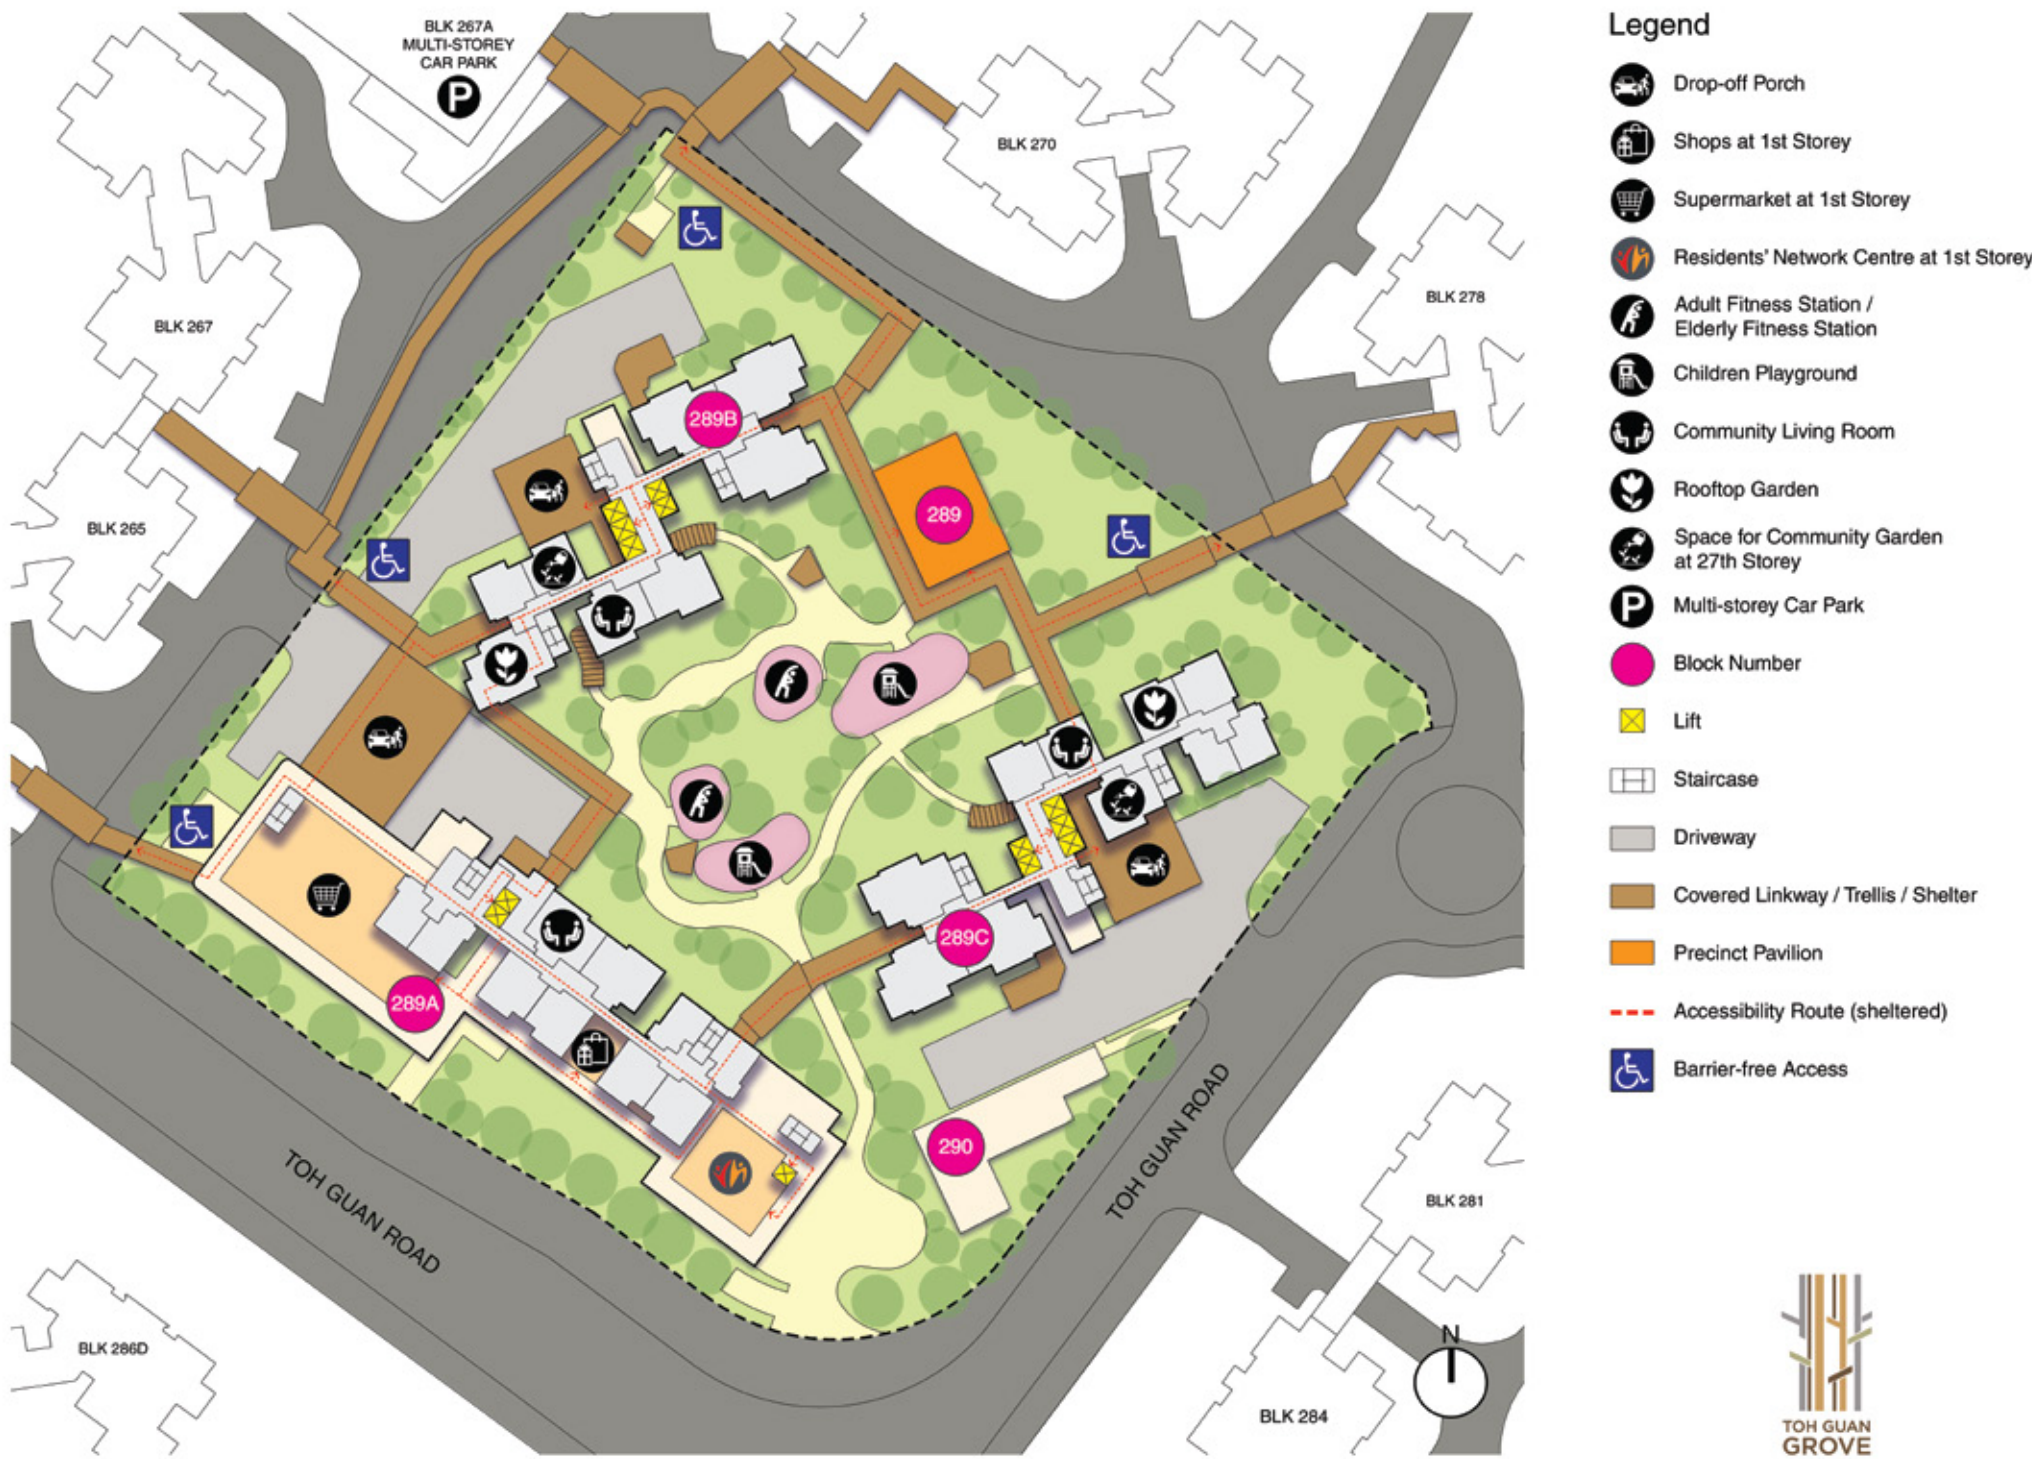 BLK 267A
MULTI-STOREY
CAR PARK
P
BLK 270
BLK 278
BLK 267
BLK 265
289B
289
289C
289A
290
TOH GUAN ROAD
TOH GUAN ROAD
BLK 281
BLK 286D
BLK 284
N
Legend
Drop-off Porch
Shops at 1st Storey
Supermarket at 1st Storey
Residents' Network Centre at 1st Storey
Adult Fitness Station /
Elderly Fitness Station
Children Playground
Community Living Room
Rooftop Garden
Space for Community Garden
at 27th Storey
P Multi-storey Car Park
Block Number
Lift
Staircase
Driveway
Covered Linkway / Trellis / Shelter
Precinct Pavilion
Accessibility Route (sheltered)
Barrier-free Access
TOH GUAN
GROVE